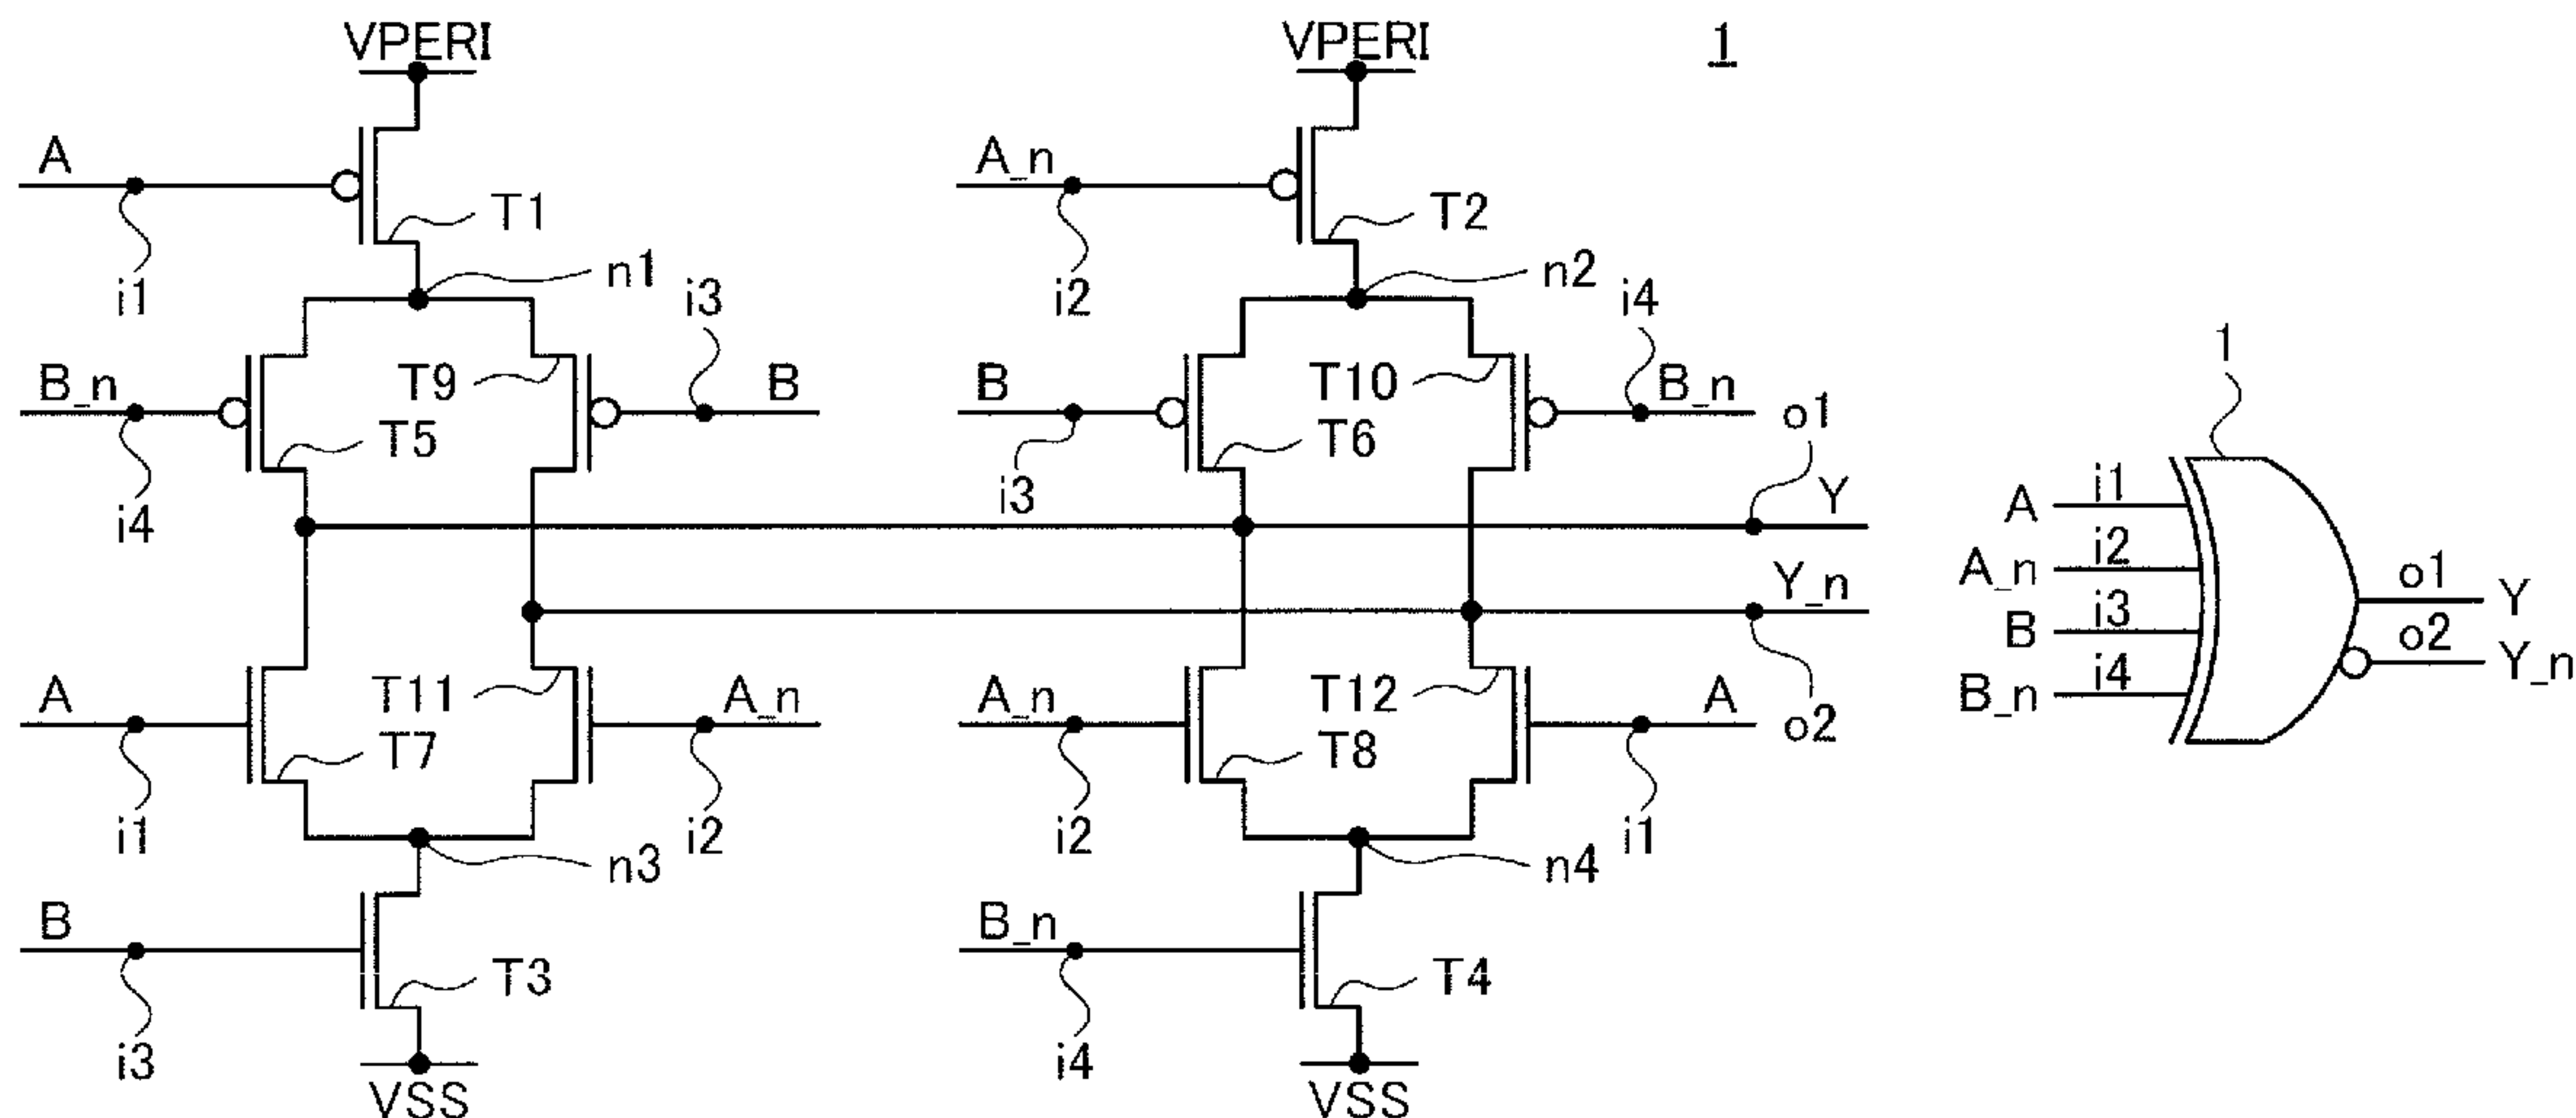 VPERI
VPERI
1
A
A_n
T1
T2
i1
n1
i3
i2
n2
i4
1
B_n
T9
B
B
T10
B_n
o1
T5
T6
i4
i3
Y
A
i1
o1
Y
A_n
i2
o2
Y_n
B
i3
B_n
i4
Y_n
A
T11
A_n
A_n
T12
A
o2
T7
T8
i1
i2
i2
i1
n3
n4
B
B_n
T3
T4
i3
i4
VSS
VSS